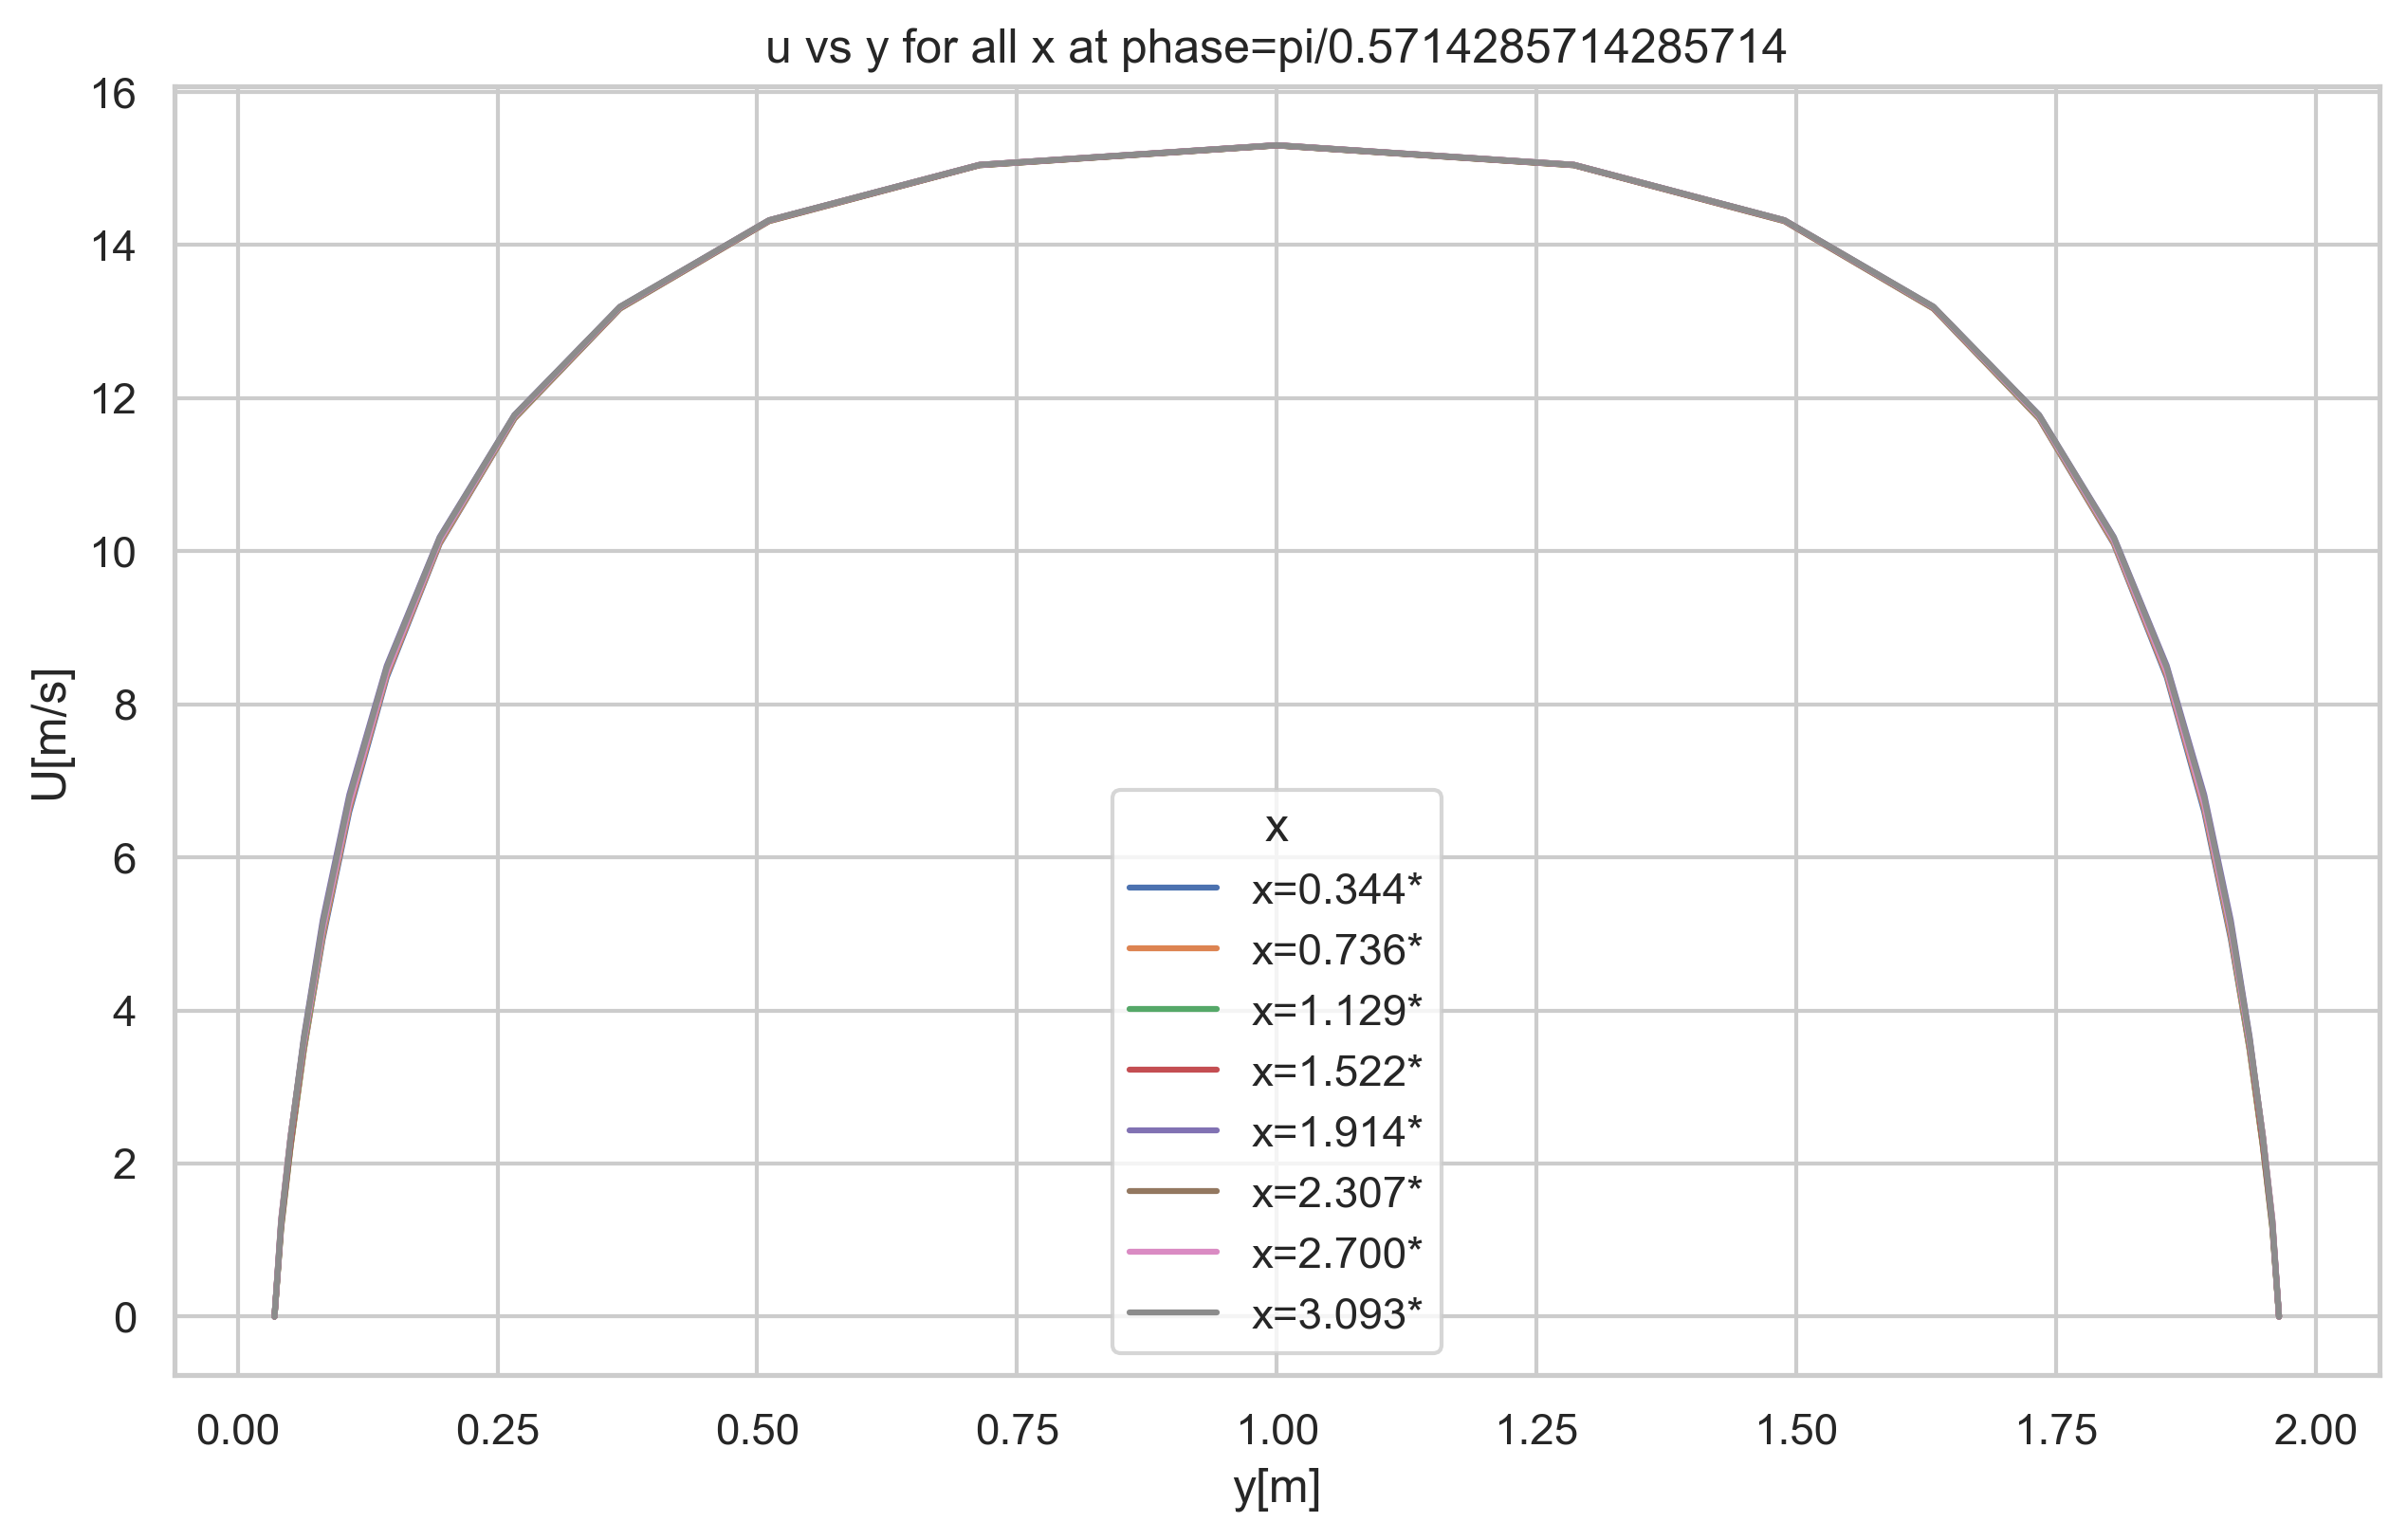 u vs y for all x at phase=pi/0.5714285714285714
16
14
12
10
8
6
4
2
0
U[m/s]
x
x=0.344*
x=0.736*
x=1.129*
x=1.522*
x=1.914*
x=2.307*
x=2.700*
x=3.093*
0.00 0.25 0.50 0.75 1.00 1.25 1.50 1.75 2.00
y[m]